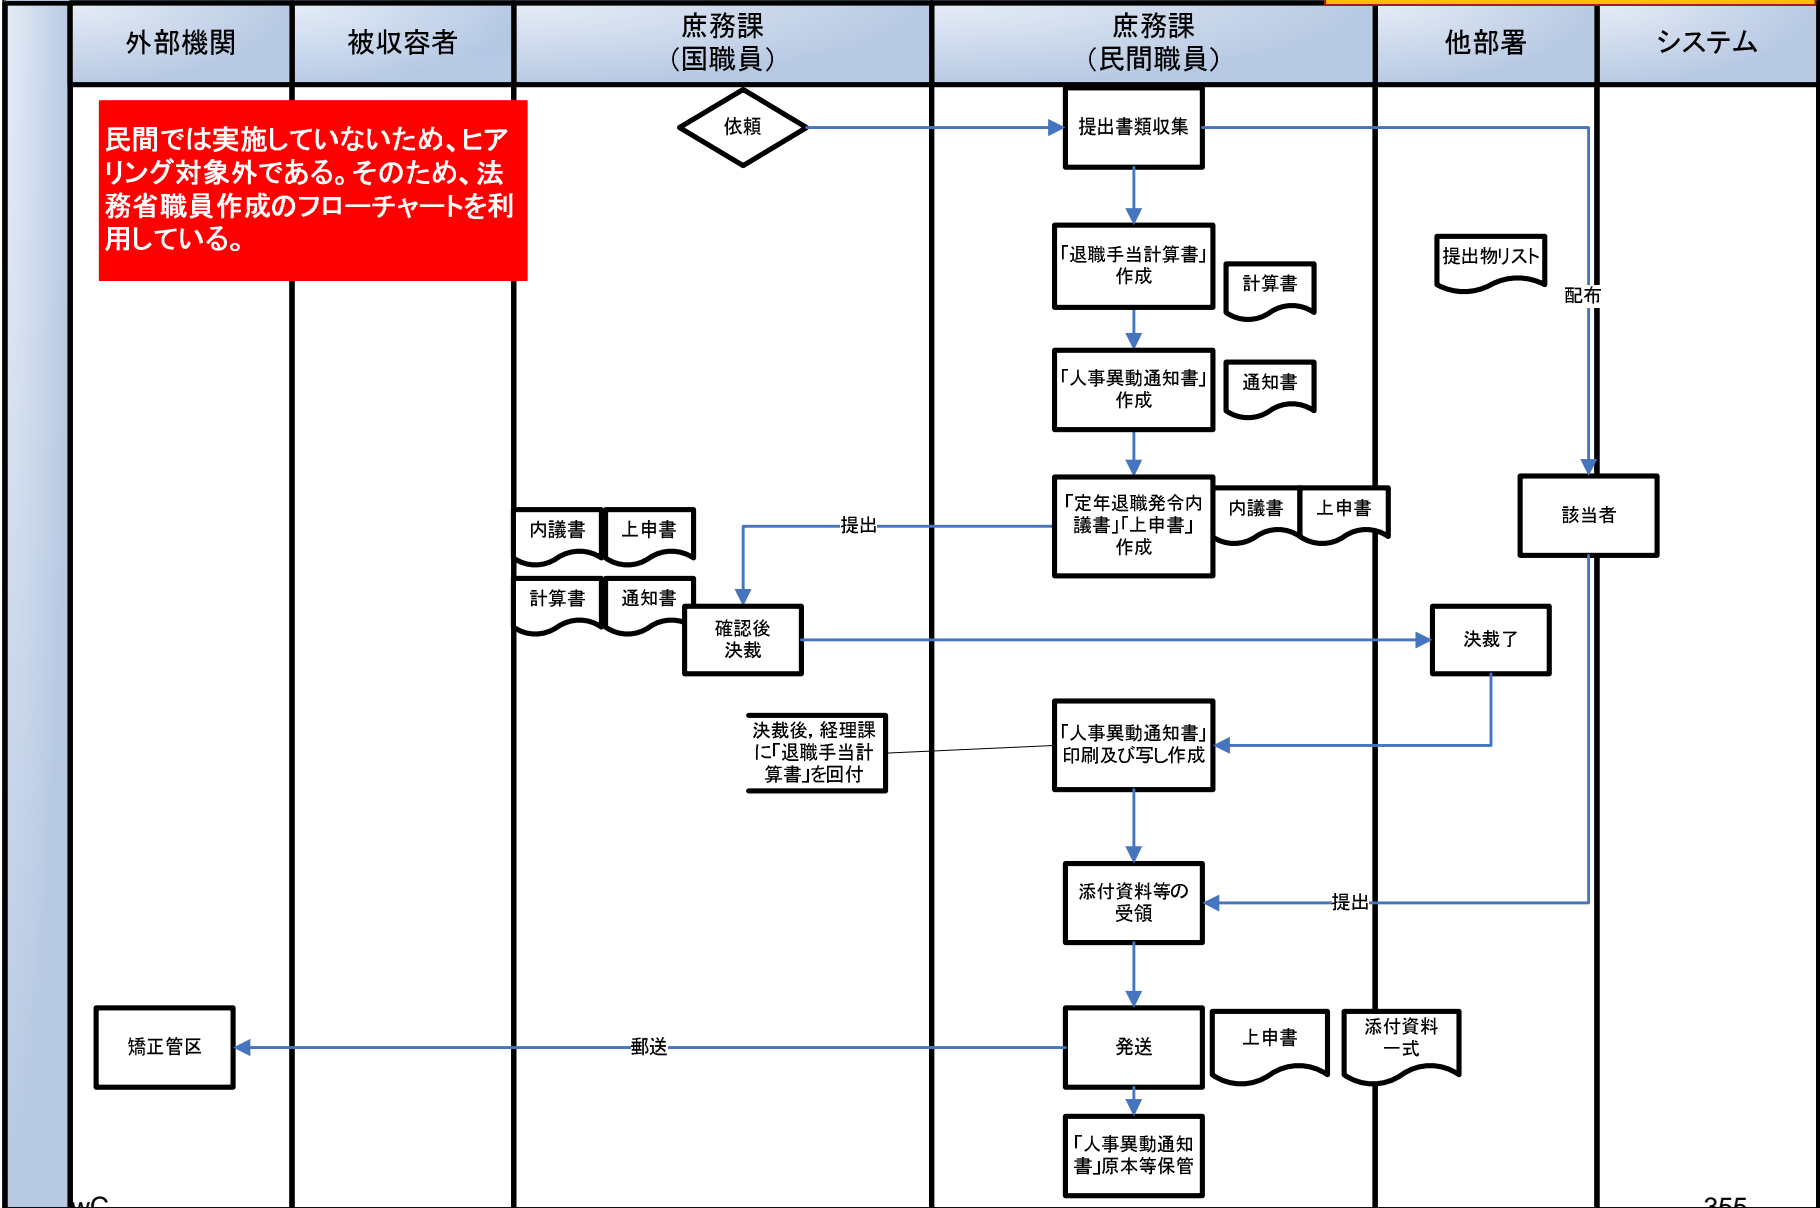 外部機関
被収容者
庶務課
（国職員）
庶務課
（民間職員）
他部署
システム
民間では実施していないため、ヒア
リング対象外である。そのため、法
務省職員作成のフローチャートを利
用している。
依頼
提出書類収集
「退職手当計算書」
作成
計算書
提出物リスト
配布
「人事異動通知書」
作成
通知書
「定年退職発令内
議書」「上申書」
作成
内議書
上申書
該当者
提出
内議書
上申書
計算書
通知書
確認後
決裁
決裁了
決裁後，経理課
に「退職手当計
算書」を回付
「人事異動通知書」
印刷及び写し作成
添付資料等の
受領
提出
矯正管区
郵送
発送
上申書
添付資料
一式
「人事異動通知
書」原本等保管
wC
355